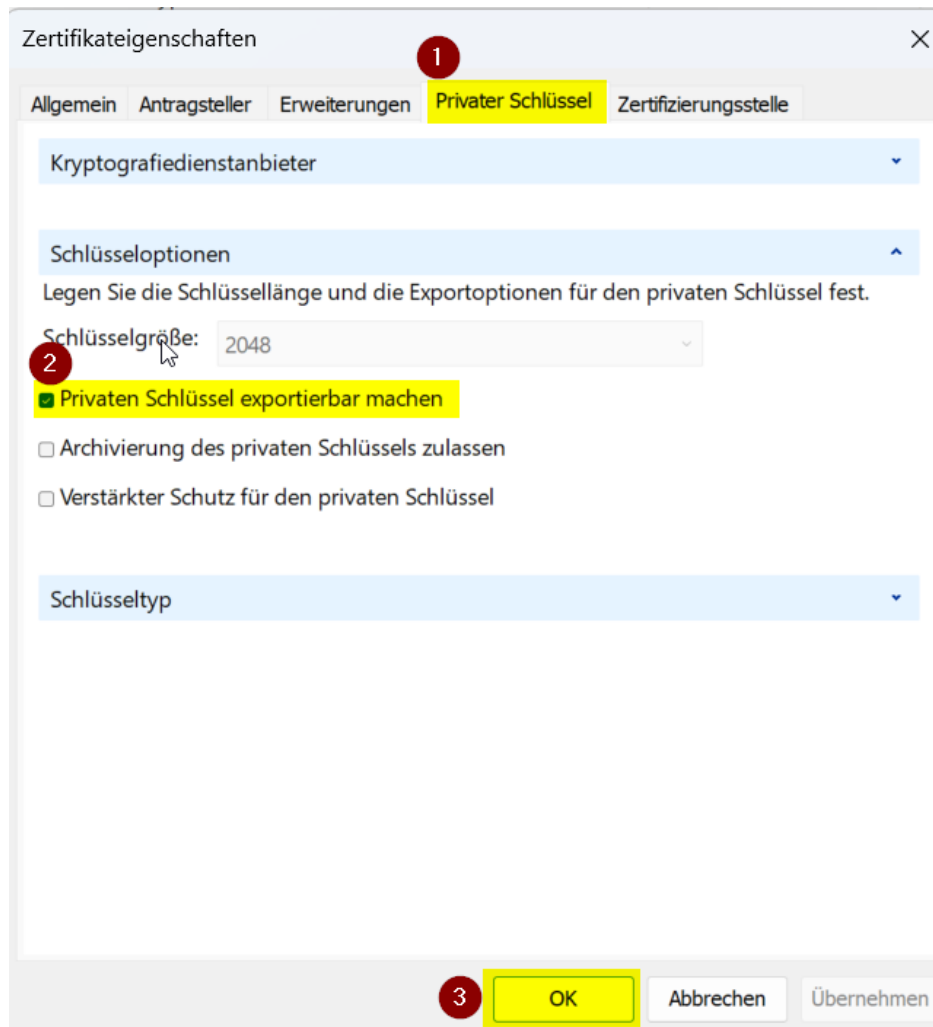 Zertifikateigenschaften
1
Allgemein Antragsteller Erweiterungen Privater Schlüssel Zertifizierungsstelle
Kryptografiedienstanbieter
Schlüsseloptionen
Legen Sie die Schlüssellänge und die Exportoptionen für den privaten Schlüssel fest.
Schlüsselgröße: 2048
2
Privaten Schlüssel exportierbar machen
Archivierung des privaten Schlüssels zulassen
Verstärkter Schutz für den privaten Schlüssel
Schlüsseltyp
3 OK Abbrechen Übernehmen